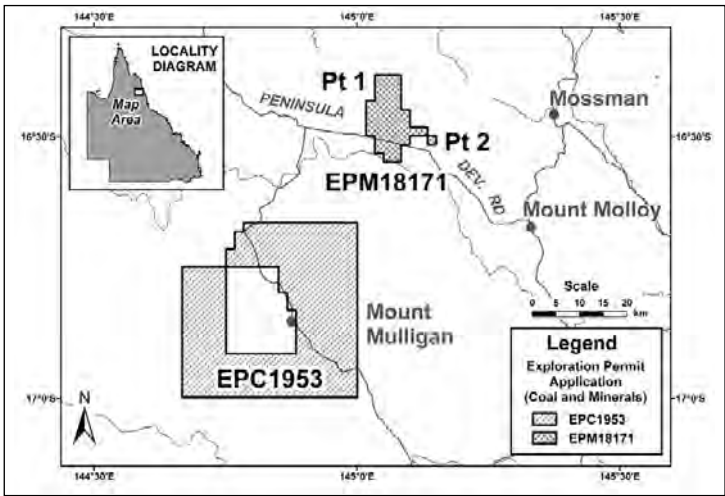 144°30'E
145°0'E
145°30'E
LOCALITY
DIAGRAM
Map
Area
Pt 1
PENINSULA
Mossman
16°30'S
16°30'S
Pt 2
EPM18171
DEV. RD
Mount Molloy
Scale
0 5 10 15 20
km
Mount
Mulligan
EPC1953
Legend
Exploration Permit
Application
(Coal and Minerals)
EPC1953
EPM18171
N
17°0'S
17°0'S
144°30'E
145°0'E
145°30'E